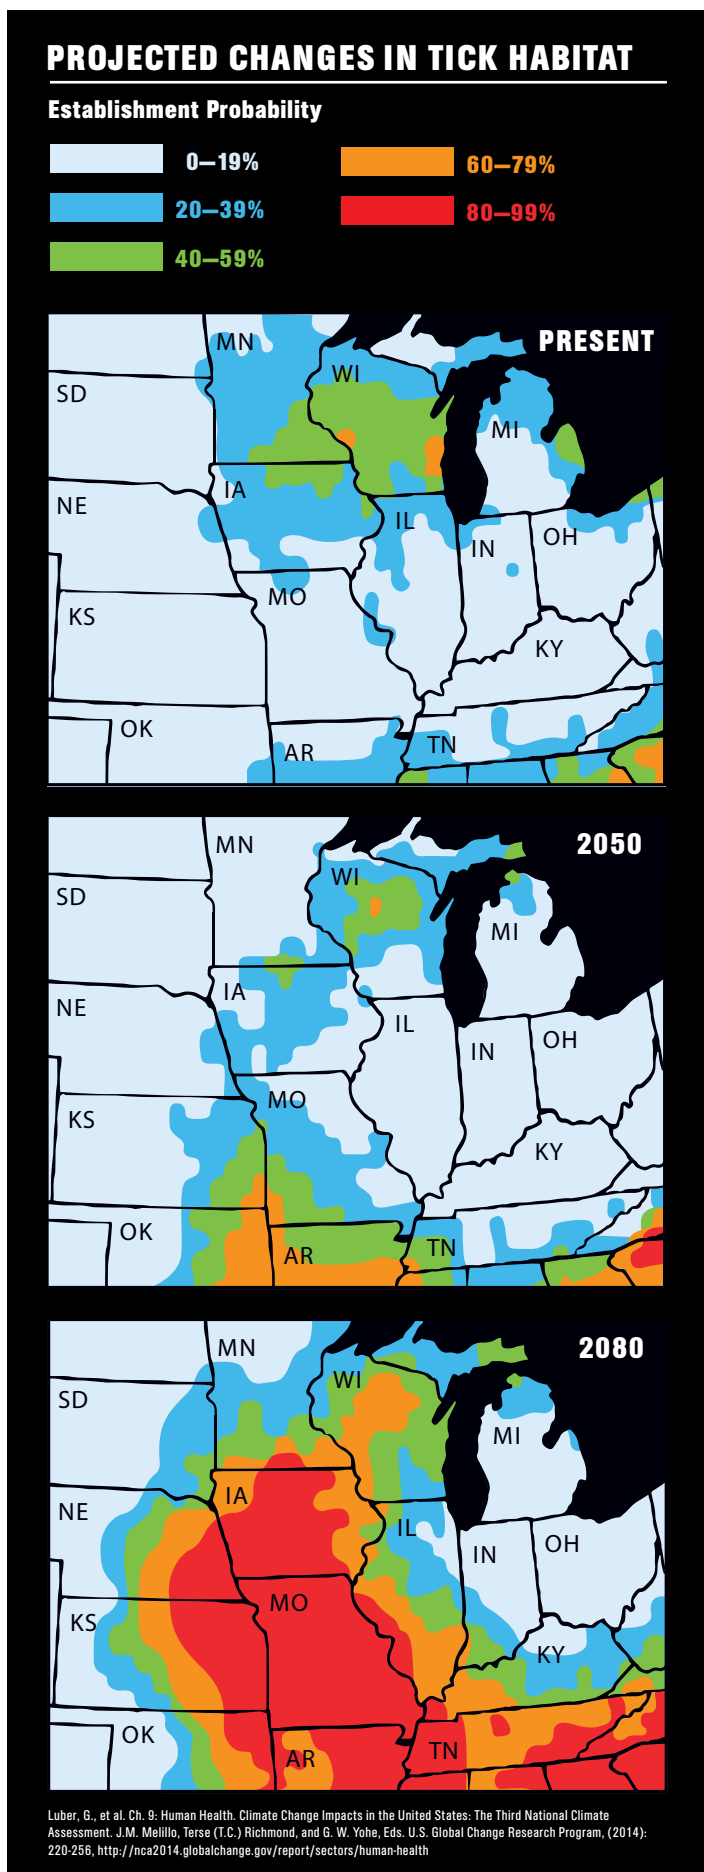 PROJECTED CHANGES IN TICK HABITAT
Establishment Probability
0—19%
20—39%
40—59%
60—79%
80—99%
PRESENT
MN
WI
SD
MI
IA
NE
IL
OH
IN
MO
KS
KY
OK
TN
AR
2050
MN
WI
SD
MI
IA
NE
IL
OH
IN
MO
KS
KY
OK
TN
AR
2080
MN
WI
SD
MI
IA
NE
IL
OH
IN
MO
KS
KY
OK
TN
AR
Luber, G., et al. Ch. 9: Human Health. Climate Change Impacts in the United States: The Third National Climate
Assessment. J.M. Melillo, Terse (T.C.) Richmond, and G. W. Yohe, Eds. U.S. Global Change Research Program, (2014):
220-256, http://nca2014.globalchange.gov/report/sectors/human-health